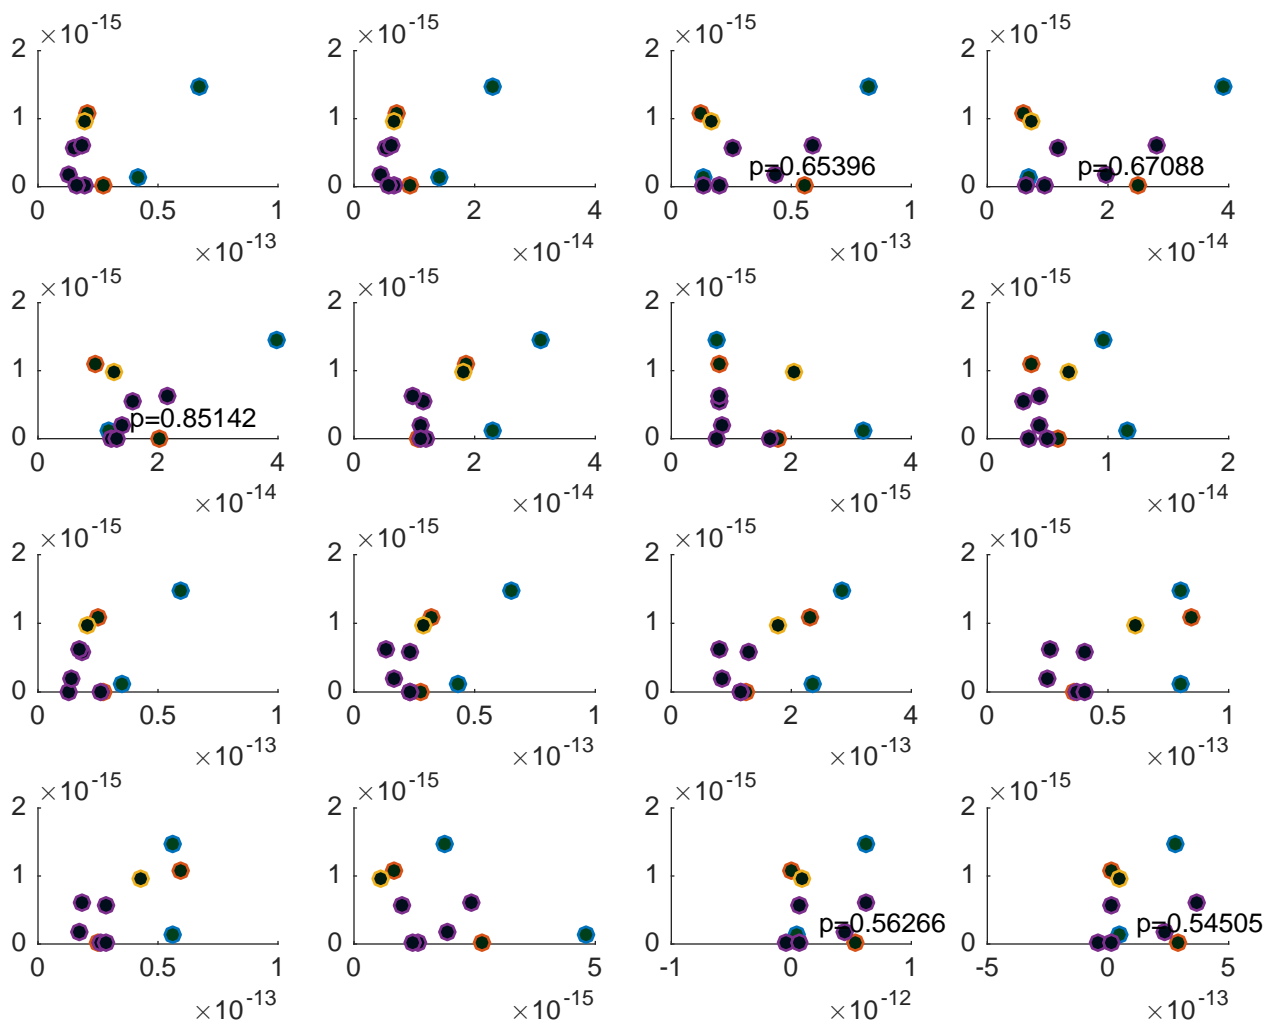 ×10-15 ×10-15 ×10-15 ×10-15
2 2 2 2
1 1 1 1
p=0.65396 p=0.67088
0 0 0 0
0 0.5 1 0 2 4 0 0.5 1 0 2 4
×10-13 ×10-14 ×10-13 ×10-14
×10-15 ×10-15 ×10-15 ×10-15
2 2 2 2
1 1 1 1
p=0.85142
0 0 0 0
0 2 4 0 2 4 0 2 4 0 1 2
×10-14 ×10-14 ×10-15 ×10-14
×10-15 ×10-15 ×10-15 ×10-15
2 2 2 2
1 1 1 1
0 0 0 0
0 0.5 1 0 0.5 1 0 2 4 0 0.5 1
×10-13 ×10-13 ×10-13 ×10-13
×10-15 ×10-15 ×10-15 ×10-15
2 2 2 2
1 1 1 1
p=0.56266 p=0.54505
0 0 0 0
0 0.5 1 0 5 -1 0 1 -5 0 5
×10-13 ×10-15 ×10-12 ×10-13